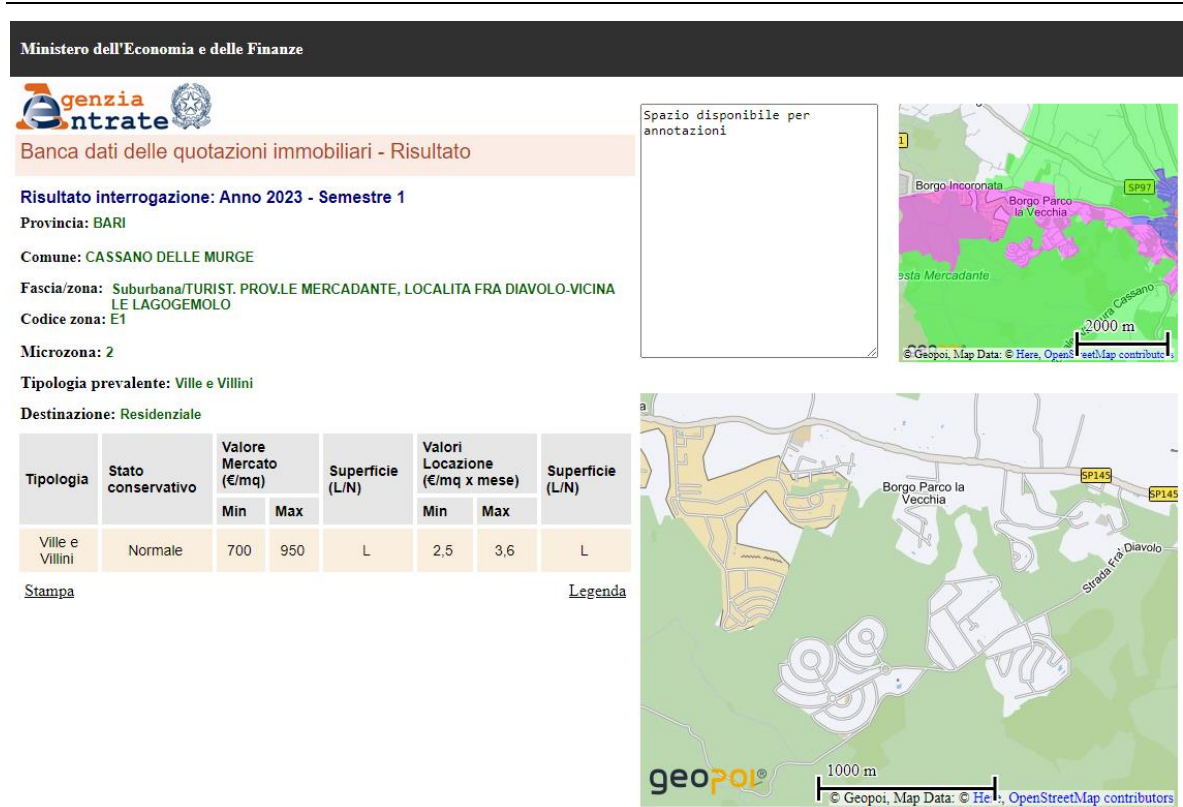 Ministero dell'Economia e delle Finanze
Agenzia
Entrate
Banca dati delle quotazioni immobiliari - Risultato
Risultato interrogazione: Anno 2023 - Semestre 1
Provincia: BARI
Comune: CASSANO DELLE MURGE
Fascia/zona: Suburbana/TURIST. PROV.LE MERCADANTE, LOCALITA FRA DIAVOLO-VICINA
LE LAGOGEMOLO
Codice zona: E1
Microzona: 2
Tipologia prevalente: Ville e Villini
Destinazione: Residenziale
Tipologia Stato conservativo Valore Mercato (€/mq) Superficie (L/N) Valori Locazione (€/mq x mese) Superficie (L/N)
Min Max Min Max
Ville e Villini Normale 700 950 L 2,5 3,6 L
Stampa Legenda
Spazio disponibile per
annotazioni
1
Borgo Incoronata
SP97
Borgo Parco
la Vecchia
esta Mercadante
Cassano
2000 m
© Geopoi, Map Data: © Here, OpenStreetMap contributors
a
SP145
Borgo Parco la
Vecchia
SP145
Strada Fra' Diavolo
1000 m
geopoi®
© Geopoi, Map Data: © Here, OpenStreetMap contributors